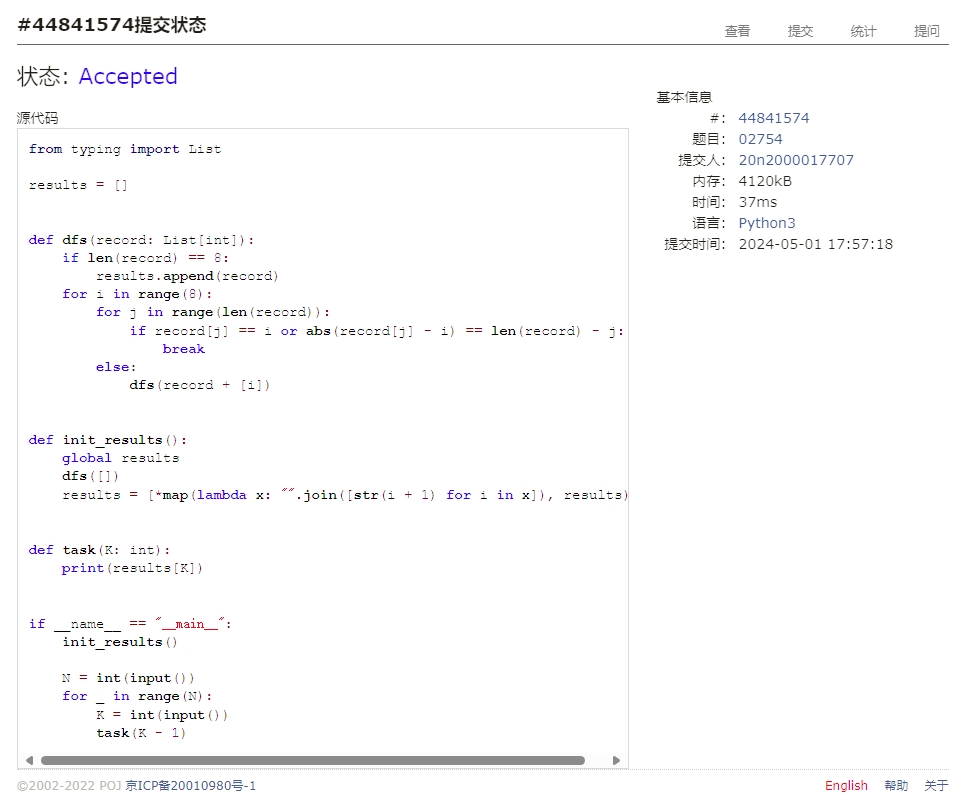 #44841574提交状态
查看 提交 统计 提问
状态: Accepted
源代码
from typing import List
results = []
def dfs(record: List[int]):
    if len(record) == 8:
        results.append(record)
    for i in range(8):
        for j in range(len(record)):
            if record[j] == i or abs(record[j] - i) == len(record) - j:
                break
        else:
            dfs(record + [i])
def init_results():
    global results
    dfs([])
    results = [*map(lambda x: "".join([str(i + 1) for i in x]), results)
def task(K: int):
    print(results[K])
if __name__ == "__main__":
    init_results()
    N = int(input())
    for _ in range(N):
        K = int(input())
        task(K - 1)
基本信息
#: 44841574
题目: 02754
提交人: 20n2000017707
内存: 4120kB
时间: 37ms
语言: Python3
提交时间: 2024-05-01 17:57:18
©2002-2022 POJ 京ICP备20010980号-1
English 帮助 关于